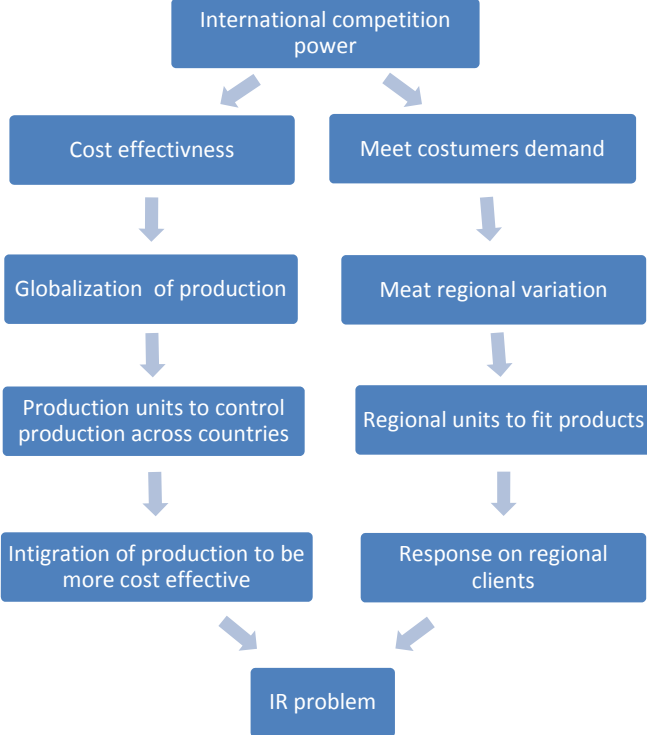 International competition
power
Cost effectivness
Meet costumers demand
Globalization of production
Meat regional variation
Production units to control
production across countries
Regional units to fit products
Intigration of production to be
more cost effective
Response on regional
clients
IR problem